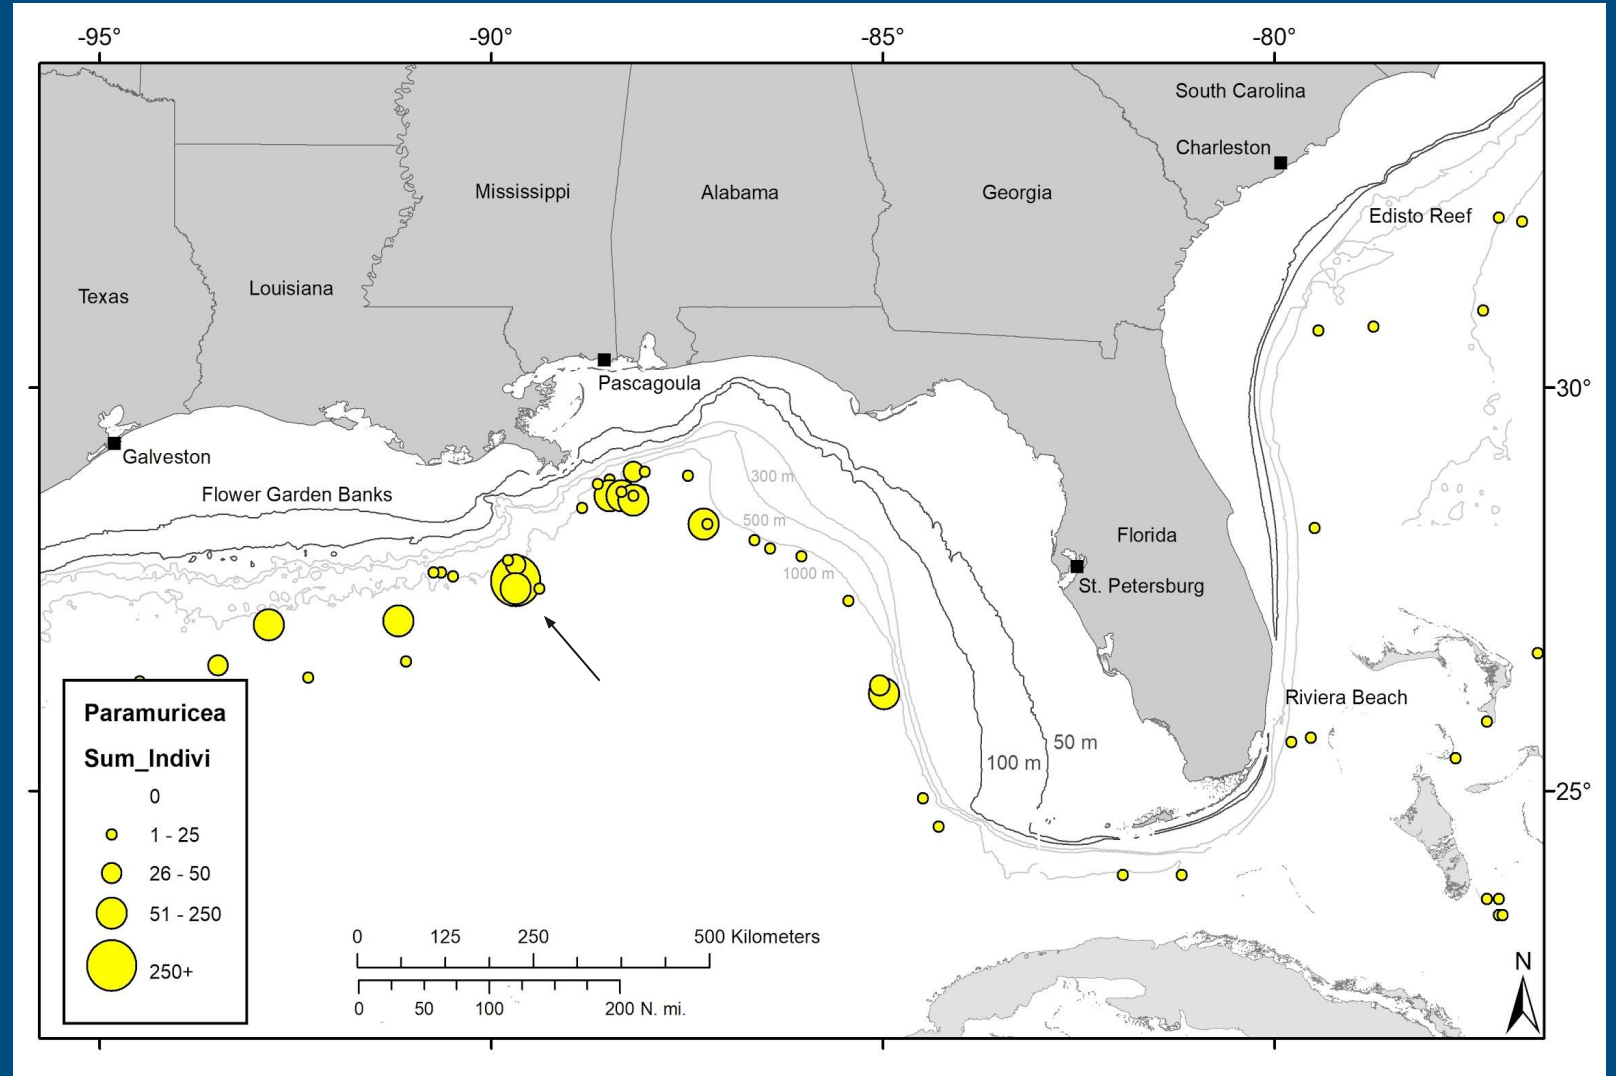 -95°
-90°
-85°
-80°
South Carolina
Charleston
Mississippi
Alabama
Georgia
Edisto Reef
Louisiana
Texas
Pascagoula
30°
Galveston
Flower Garden Banks
300 m
500 m
1000 m
Florida
St. Petersburg
Riviera Beach
50 m
100 m
25°
Paramuricea
Sum_Indivi
0
1 - 25
26 - 50
51 - 250
250+
0 125 250 500 Kilometers
0 50 100 200 N. mi.
N